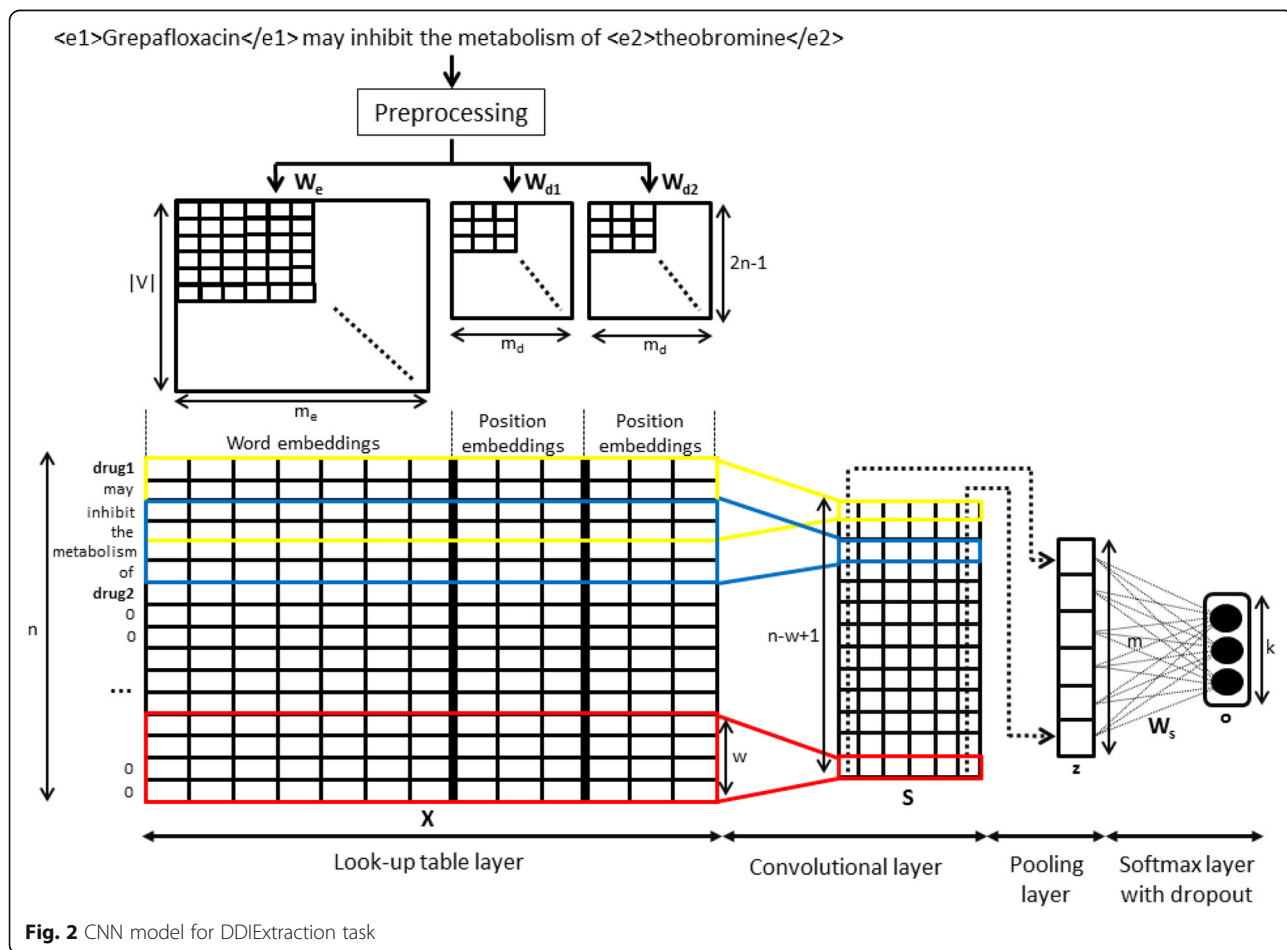 <e1>Grepafloxacin</e1> may inhibit the metabolism of <e2>theobromine</e2>
Preprocessing
We
Wd1
Wd2
|V|
2n-1
me
md
md
Word embeddings
Position
embeddings
Position
embeddings
drug1
may
inhibit
the
metabolism
of
drug2
0
0
...
0
0
n
w
n-w+1
m
k
Ws
o
z
X
S
Look-up table layer
Convolutional layer
Pooling
layer
Softmax layer
with dropout
Fig. 2 CNN model for DDIExtraction task